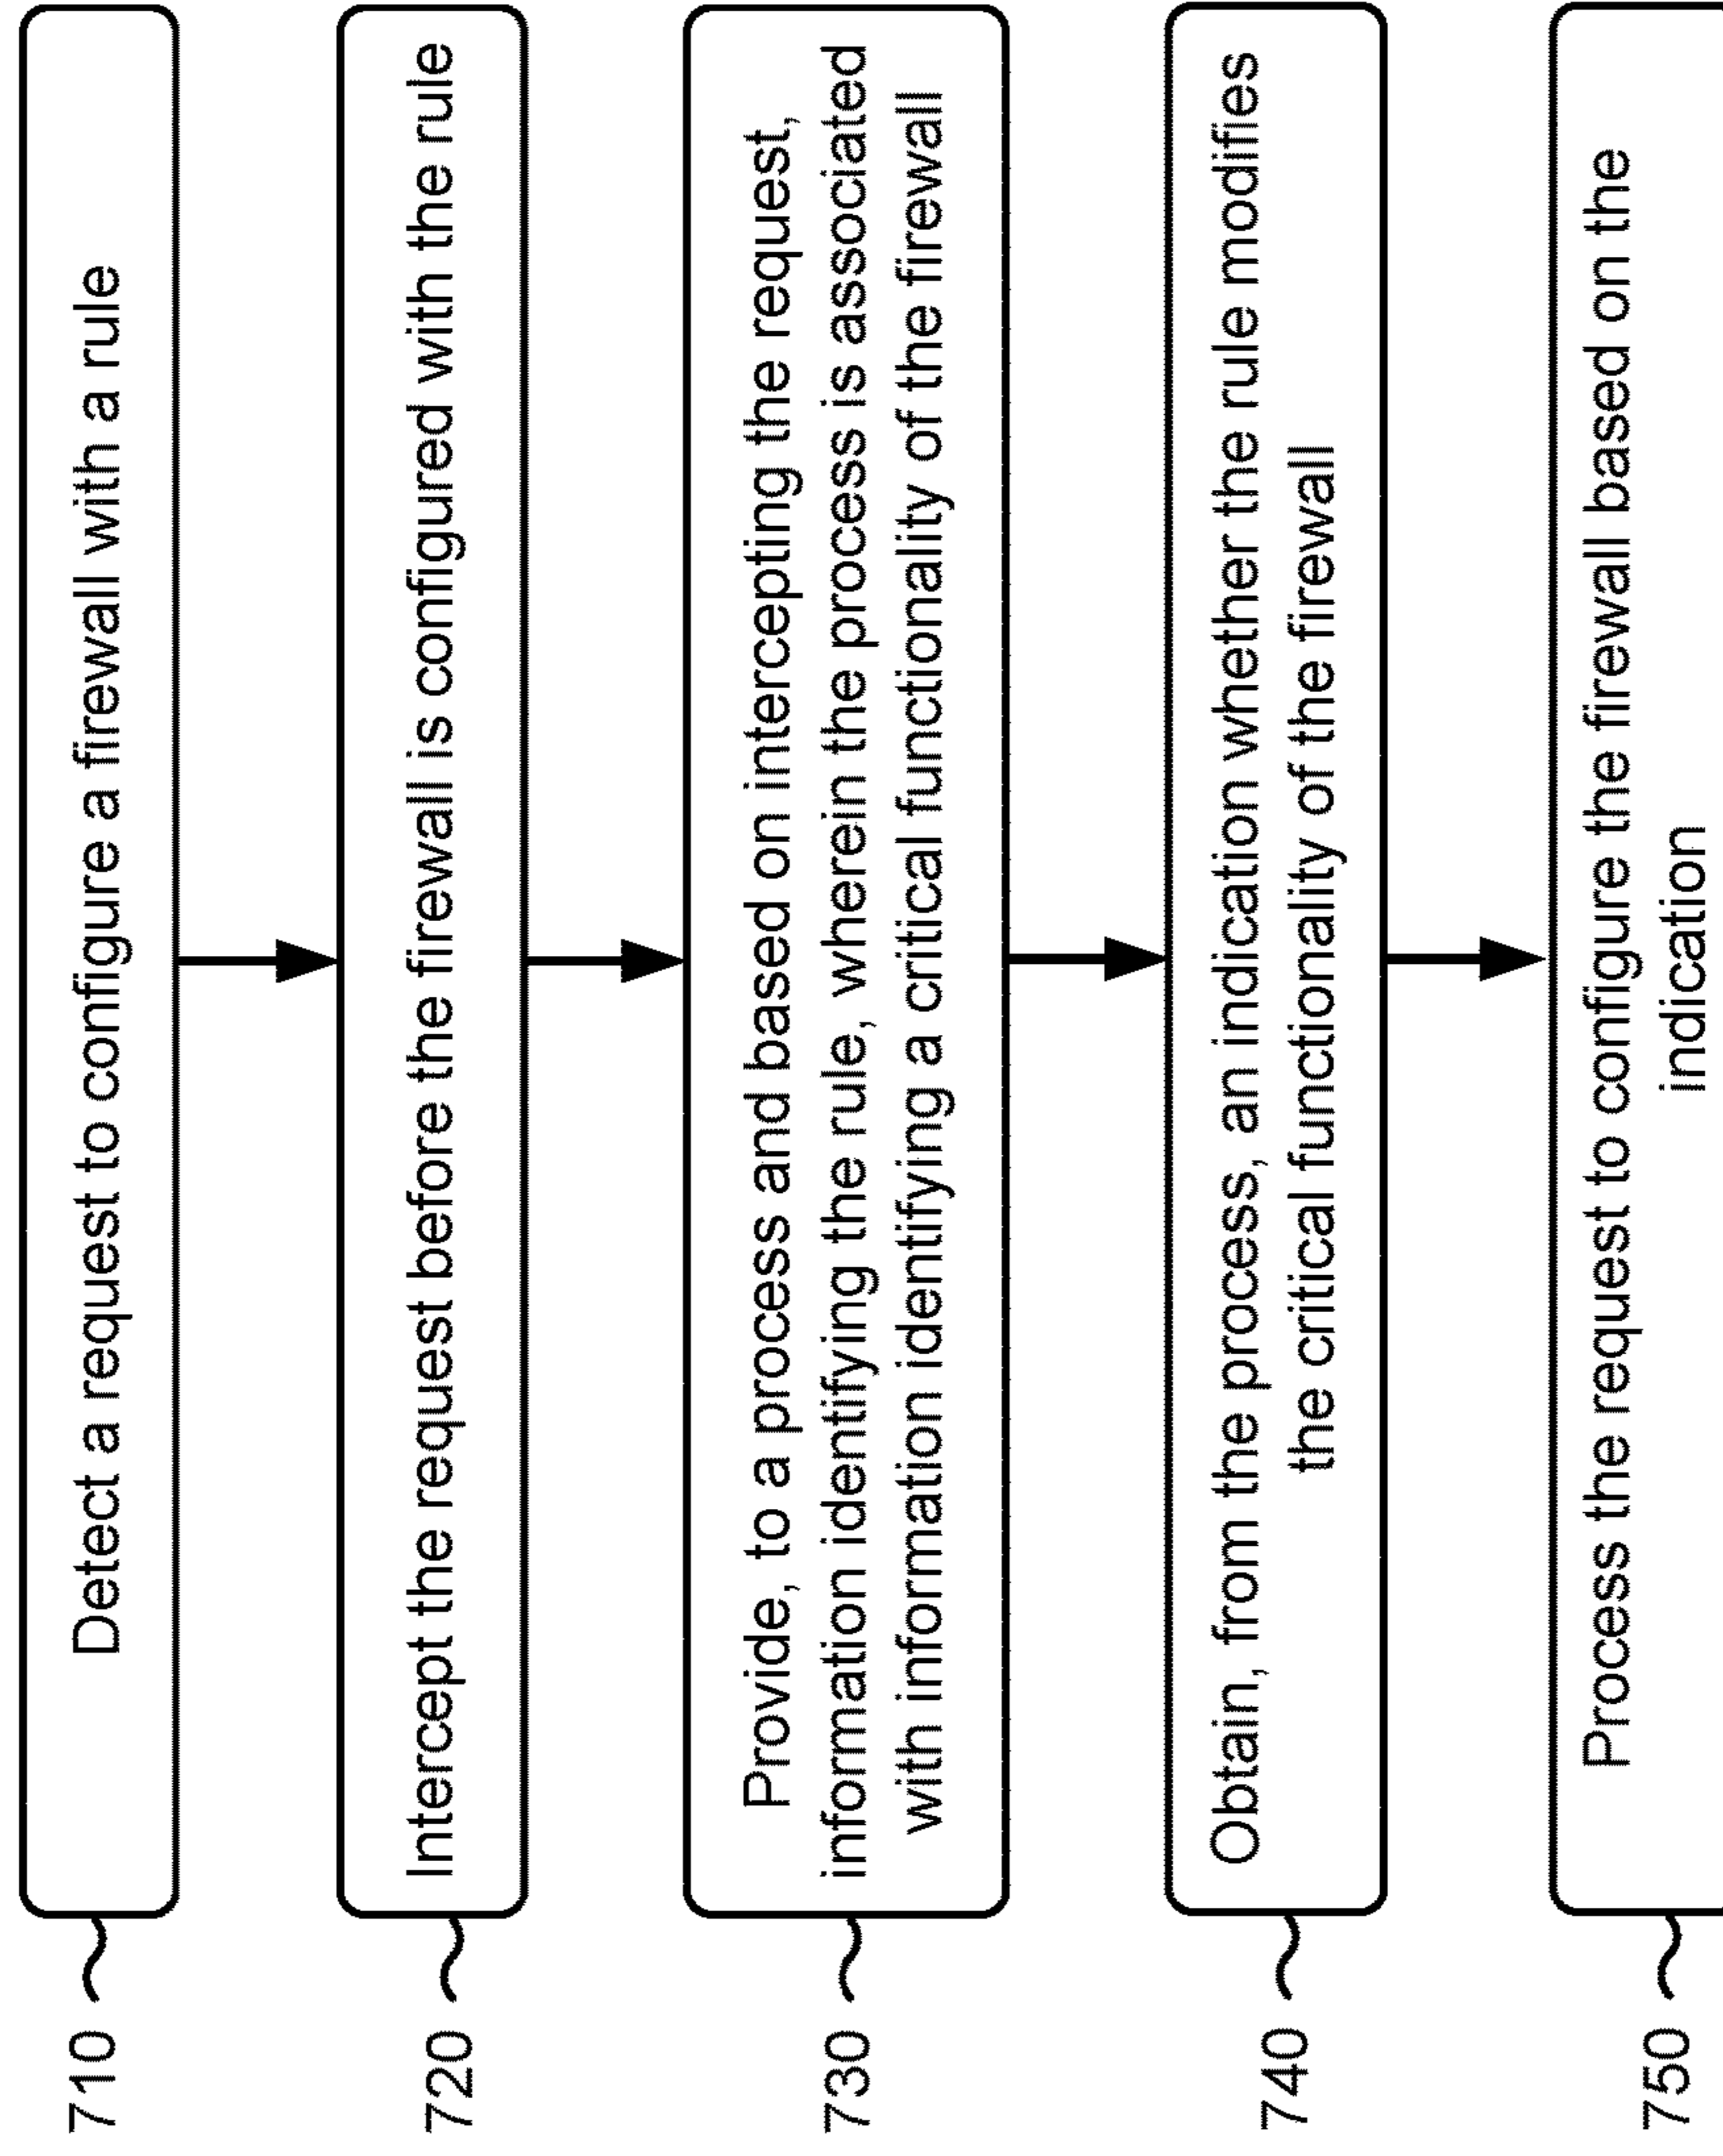 710
Detect a request to configure a firewall with a rule
720
Intercept the request before the firewall is configured with the rule
730
Provide, to a process and based on intercepting the request,
information identifying the rule, wherein the process is associated
with information identifying a critical functionality of the firewall
740
Obtain, from the process, an indication whether the rule modifies
the critical functionality of the firewall
750
Process the request to configure the firewall based on the
indication